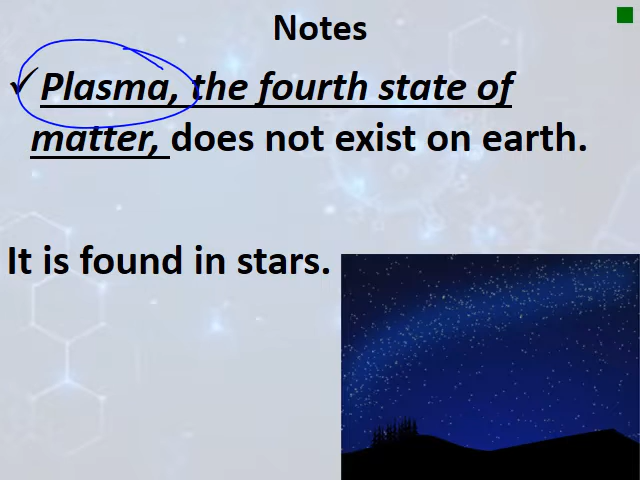 Notes
✓Plasma, the fourth state of
matter, does not exist on earth.
It is found in stars.